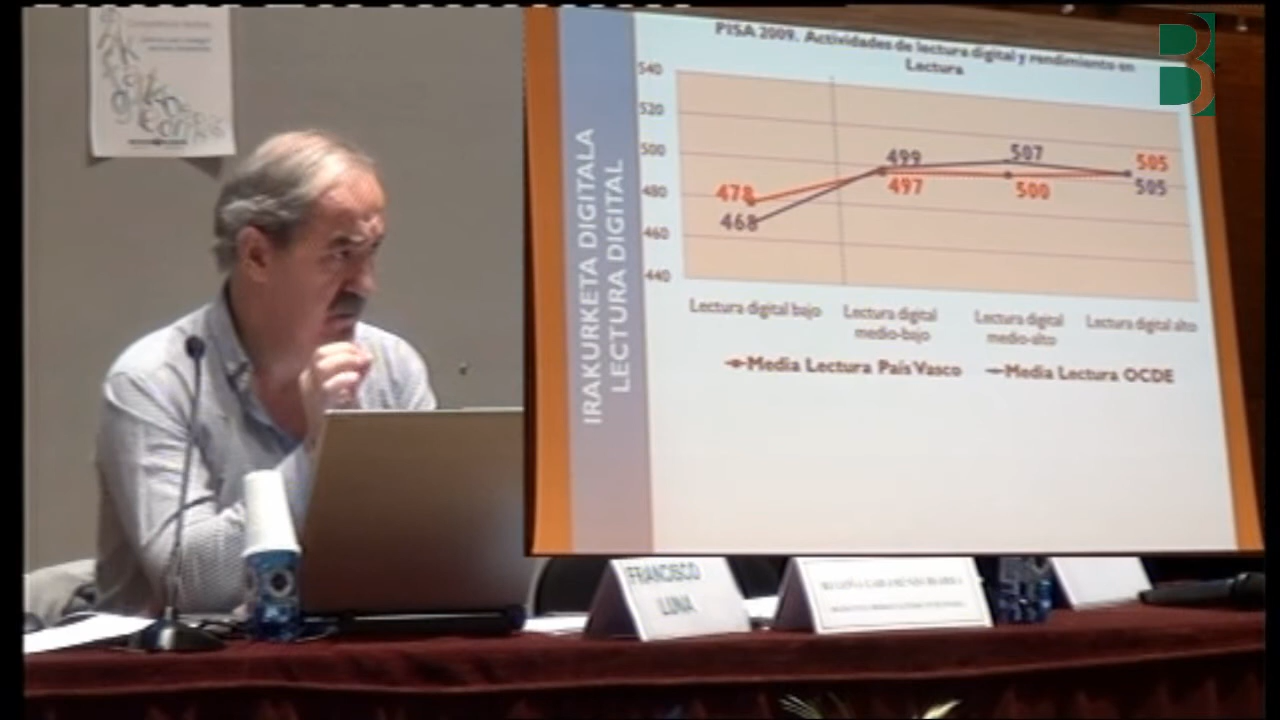 PISA 2009. Actividades de lectura digital y rendimiento en
Lectura
540
520
500
480
460
440
478
468
499
497
507
500
505
505
Lectura digital bajo
Lectura digital
medio-bajo
Lectura digital
medio-alto
Lectura digital alto
Media Lectura País Vasco
Media Lectura OCDE
IRAKURKETA DIGITALA
LECTURA DIGITAL
FRANCISCO
LUNA
B